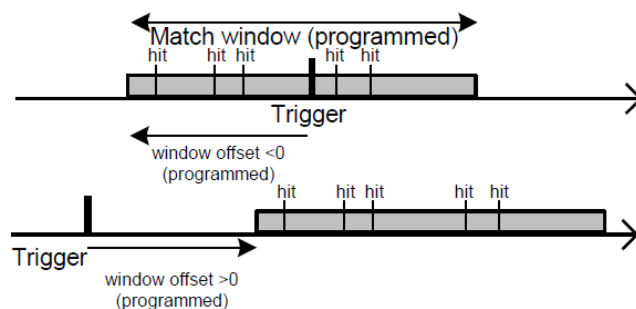 Match window (programmed)
hit hit hit hit hit
Trigger
window offset <0
(programmed)
hit hit hit hit hit
Trigger
window offset >0
(programmed)